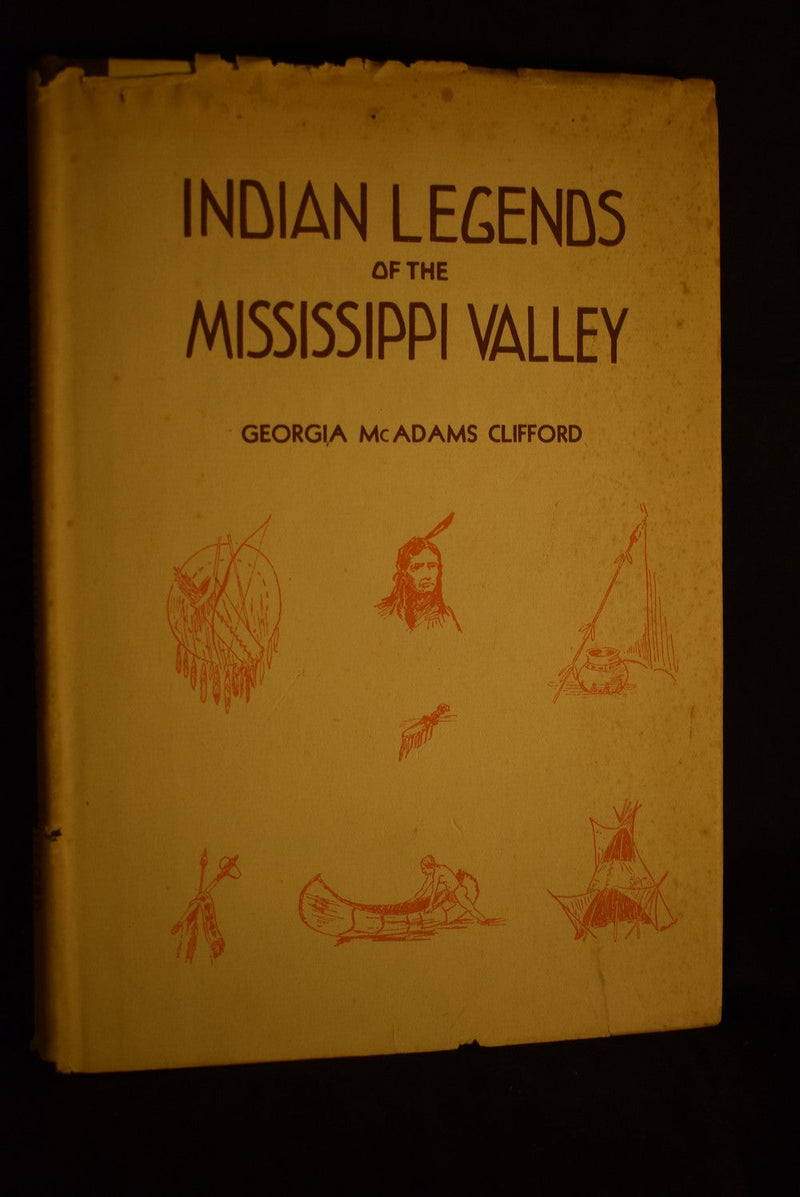 INDIAN LEGENDS
OF THE
MISSISSIPPI VALLEY
GEORGIA McADAMS CLIFFORD